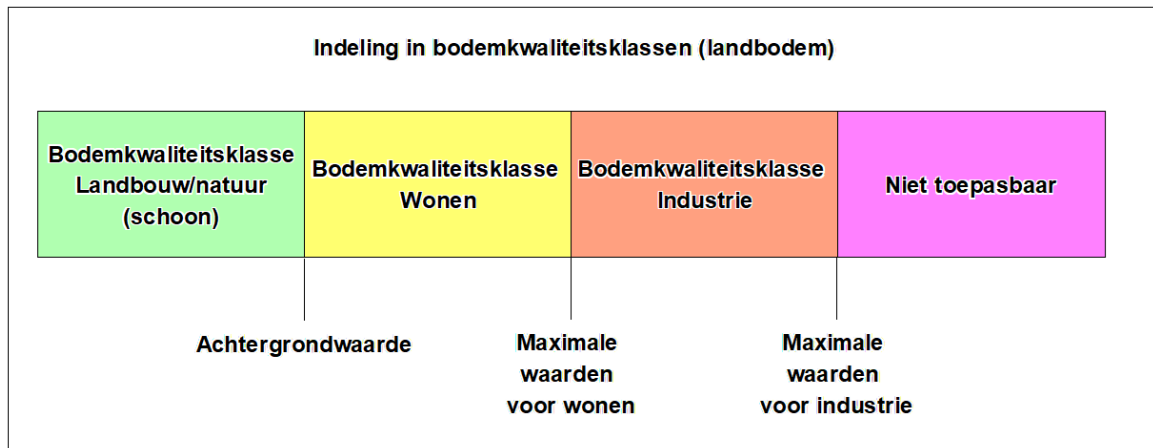 Indeling in bodemkwaliteitsklassen (landbodem)
Bodemkwaliteitsklasse
Landbouw/natuur
(schoon)
Bodemkwaliteitsklasse
Wonen
Bodemkwaliteitsklasse
Industrie
Niet toepasbaar
Achtergrondwaarde
Maximale
waarden
voor wonen
Maximale
waarden
voor industrie